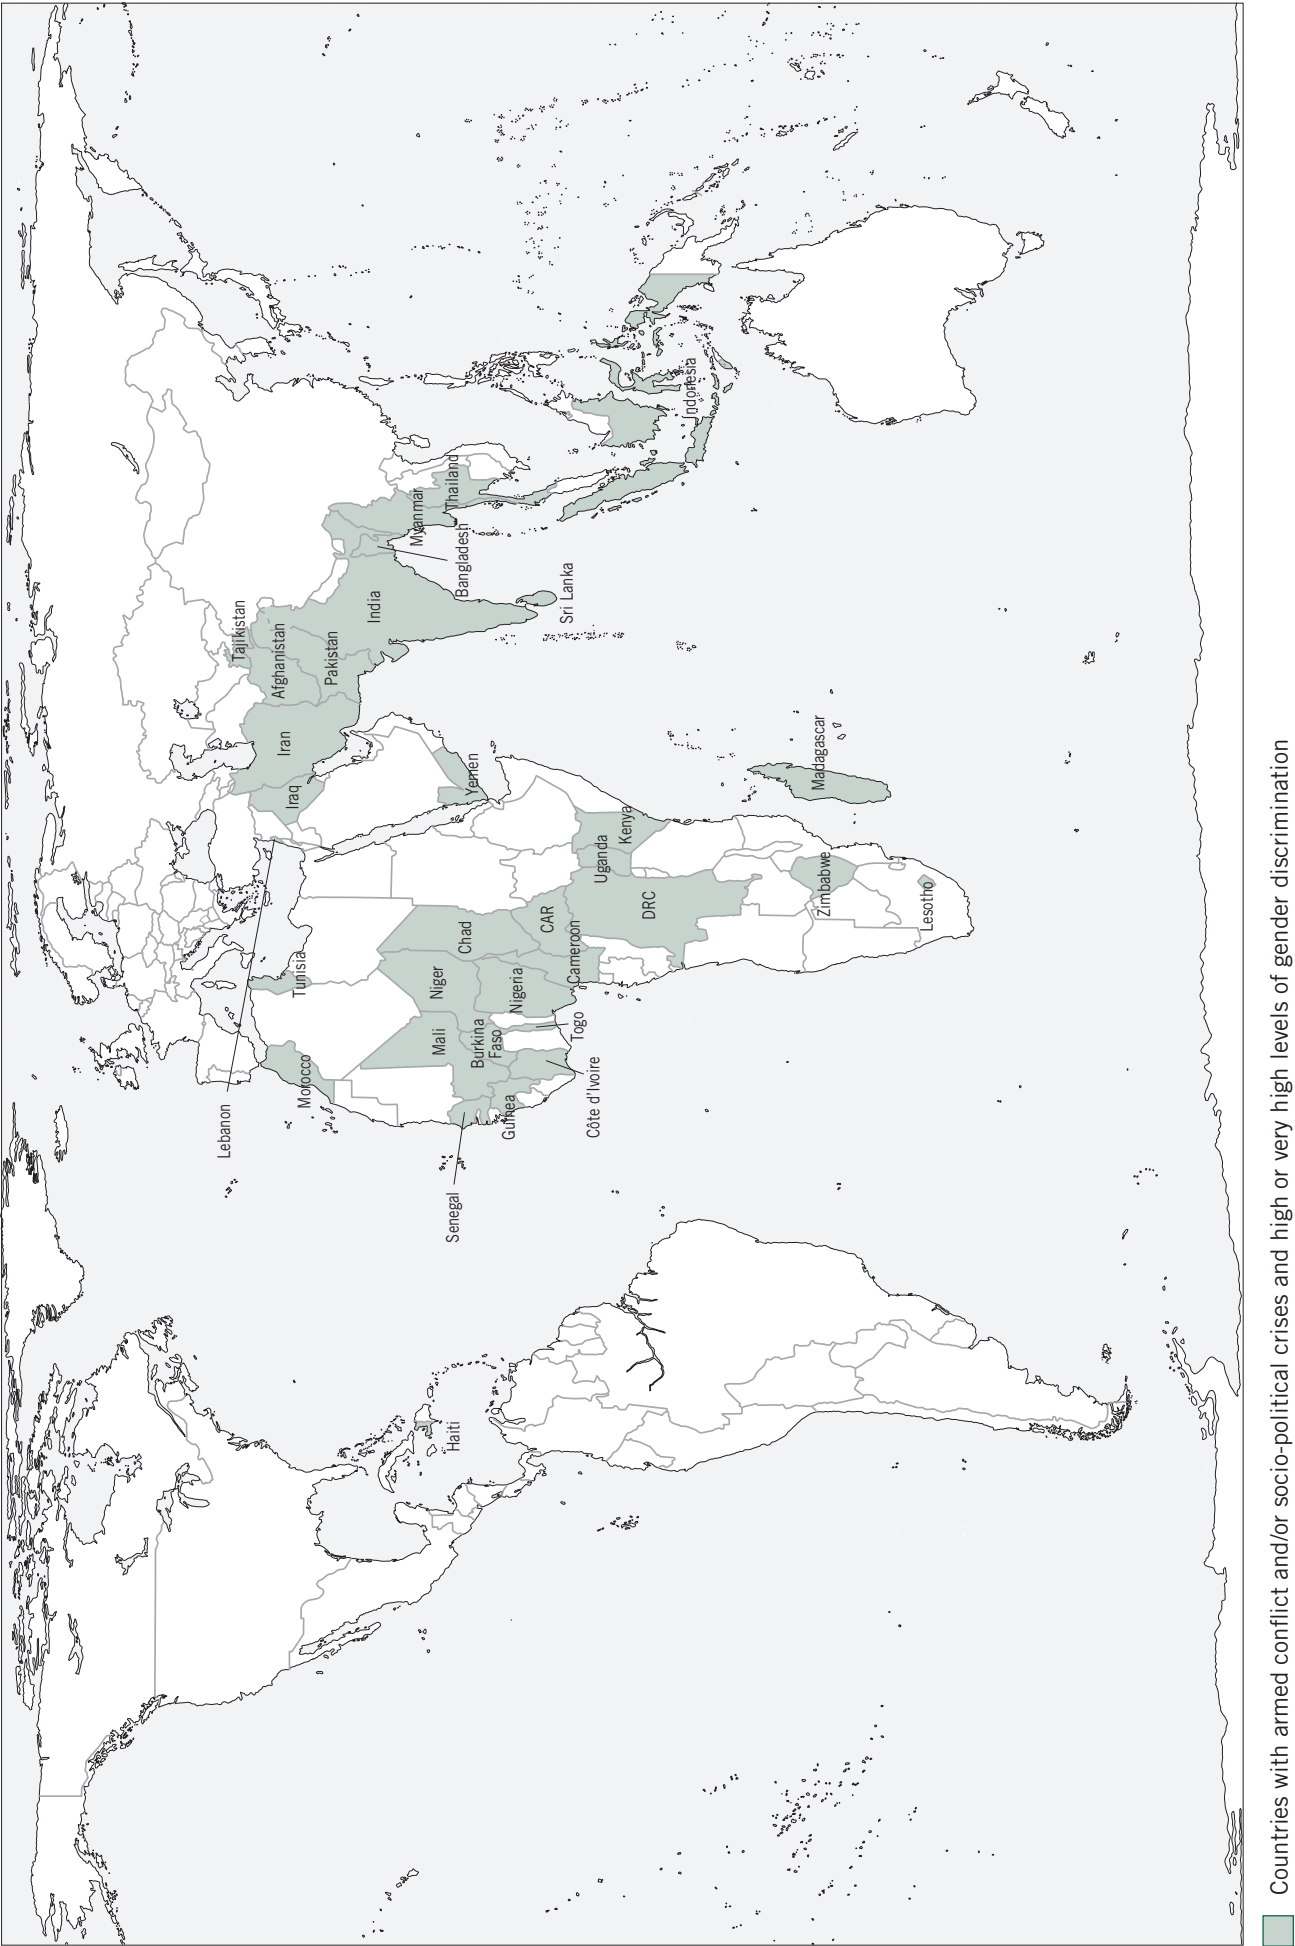 Lebanon
Tunisia
Morocco
Iraq
Iran
Tajikistan
Afghanistan
Pakistan
India
Bangladesh
Myanmar
Thailand
Sri Lanka
Indonesia
Haiti
Senegal
Mali
Niger
Chad
Yemen
Burkina
Faso
Nigeria
CAR
Guinea
Togo
Cameroon
Côte d'Ivoire
Uganda
Kenya
DRC
Madagascar
Zimbabwe
Lesotho
Countries with armed conflict and/or socio-political crises and high or very high levels of gender discrimination